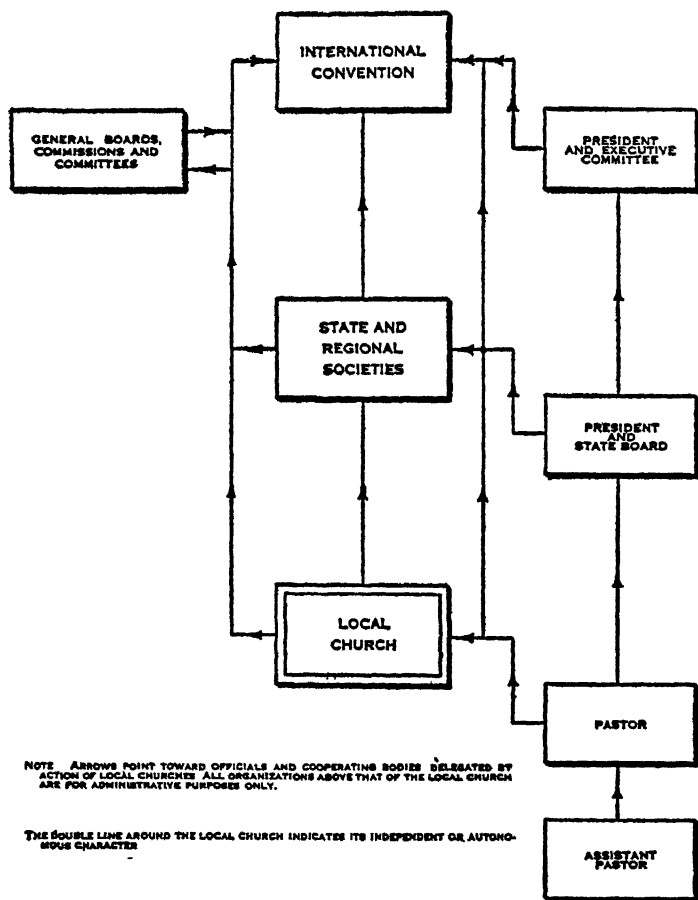 INTERNATIONAL
CONVENTION
GENERAL BOARDS,
COMMISSIONS AND
COMMITTEES
PRESIDENT
AND EXECUTIVE
COMMITTEE
STATE AND
REGIONAL
SOCIETIES
PRESIDENT
AND
STATE BOARD
LOCAL
CHURCH
PASTOR
NOTE ARROWS POINT TOWARD OFFICIALS AND COOPERATING BODIES DELEGATED BY
ACTION OF LOCAL CHURCHES ALL ORGANIZATIONS ABOVE THAT OF THE LOCAL CHURCH
ARE FOR ADMINISTRATIVE PURPOSES ONLY.
THE DOUBLE LINE AROUND THE LOCAL CHURCH INDICATES ITS INDEPENDENT OR AUTONO-
MOUS CHARACTER
ASSISTANT
PASTOR